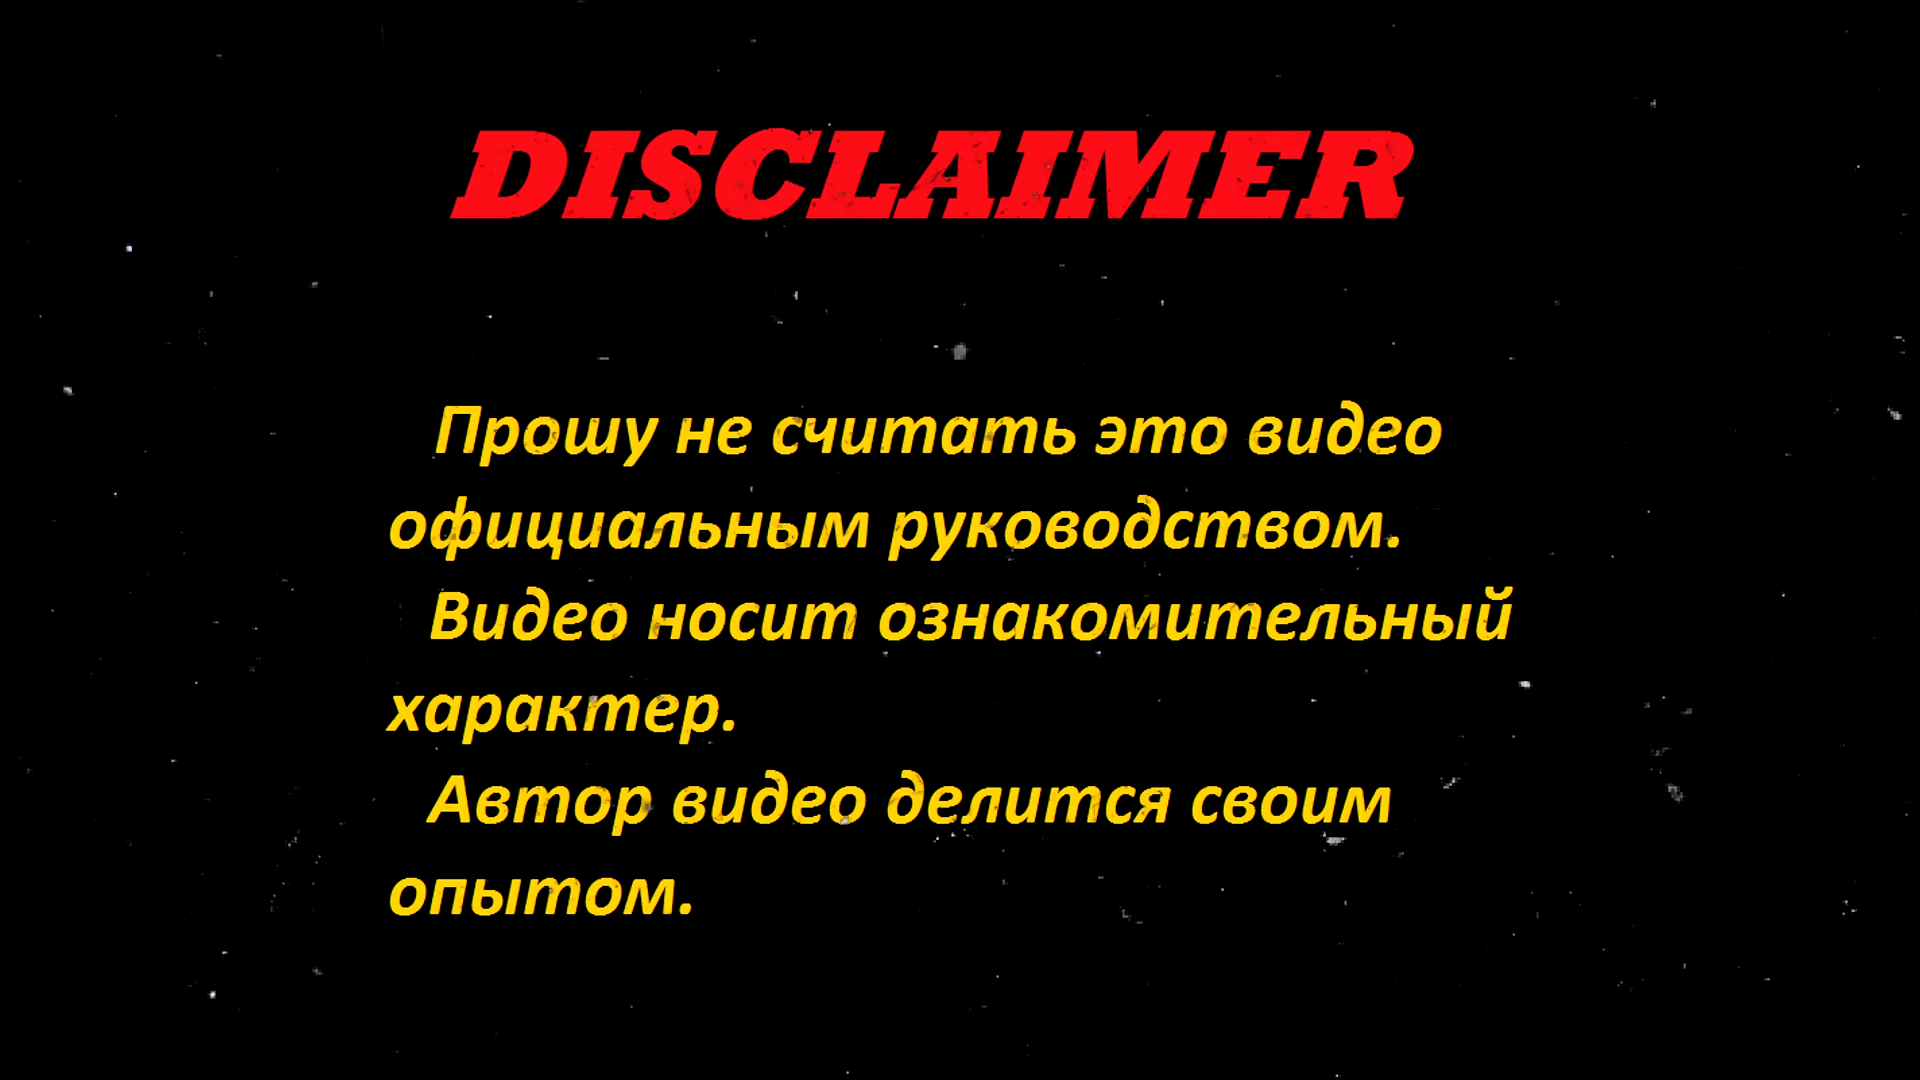 DISCLAIMER
Прошу не считать это видео
официальным руководством.
Видео носит ознакомительный
характер.
Автор видео делится своим
опытом.